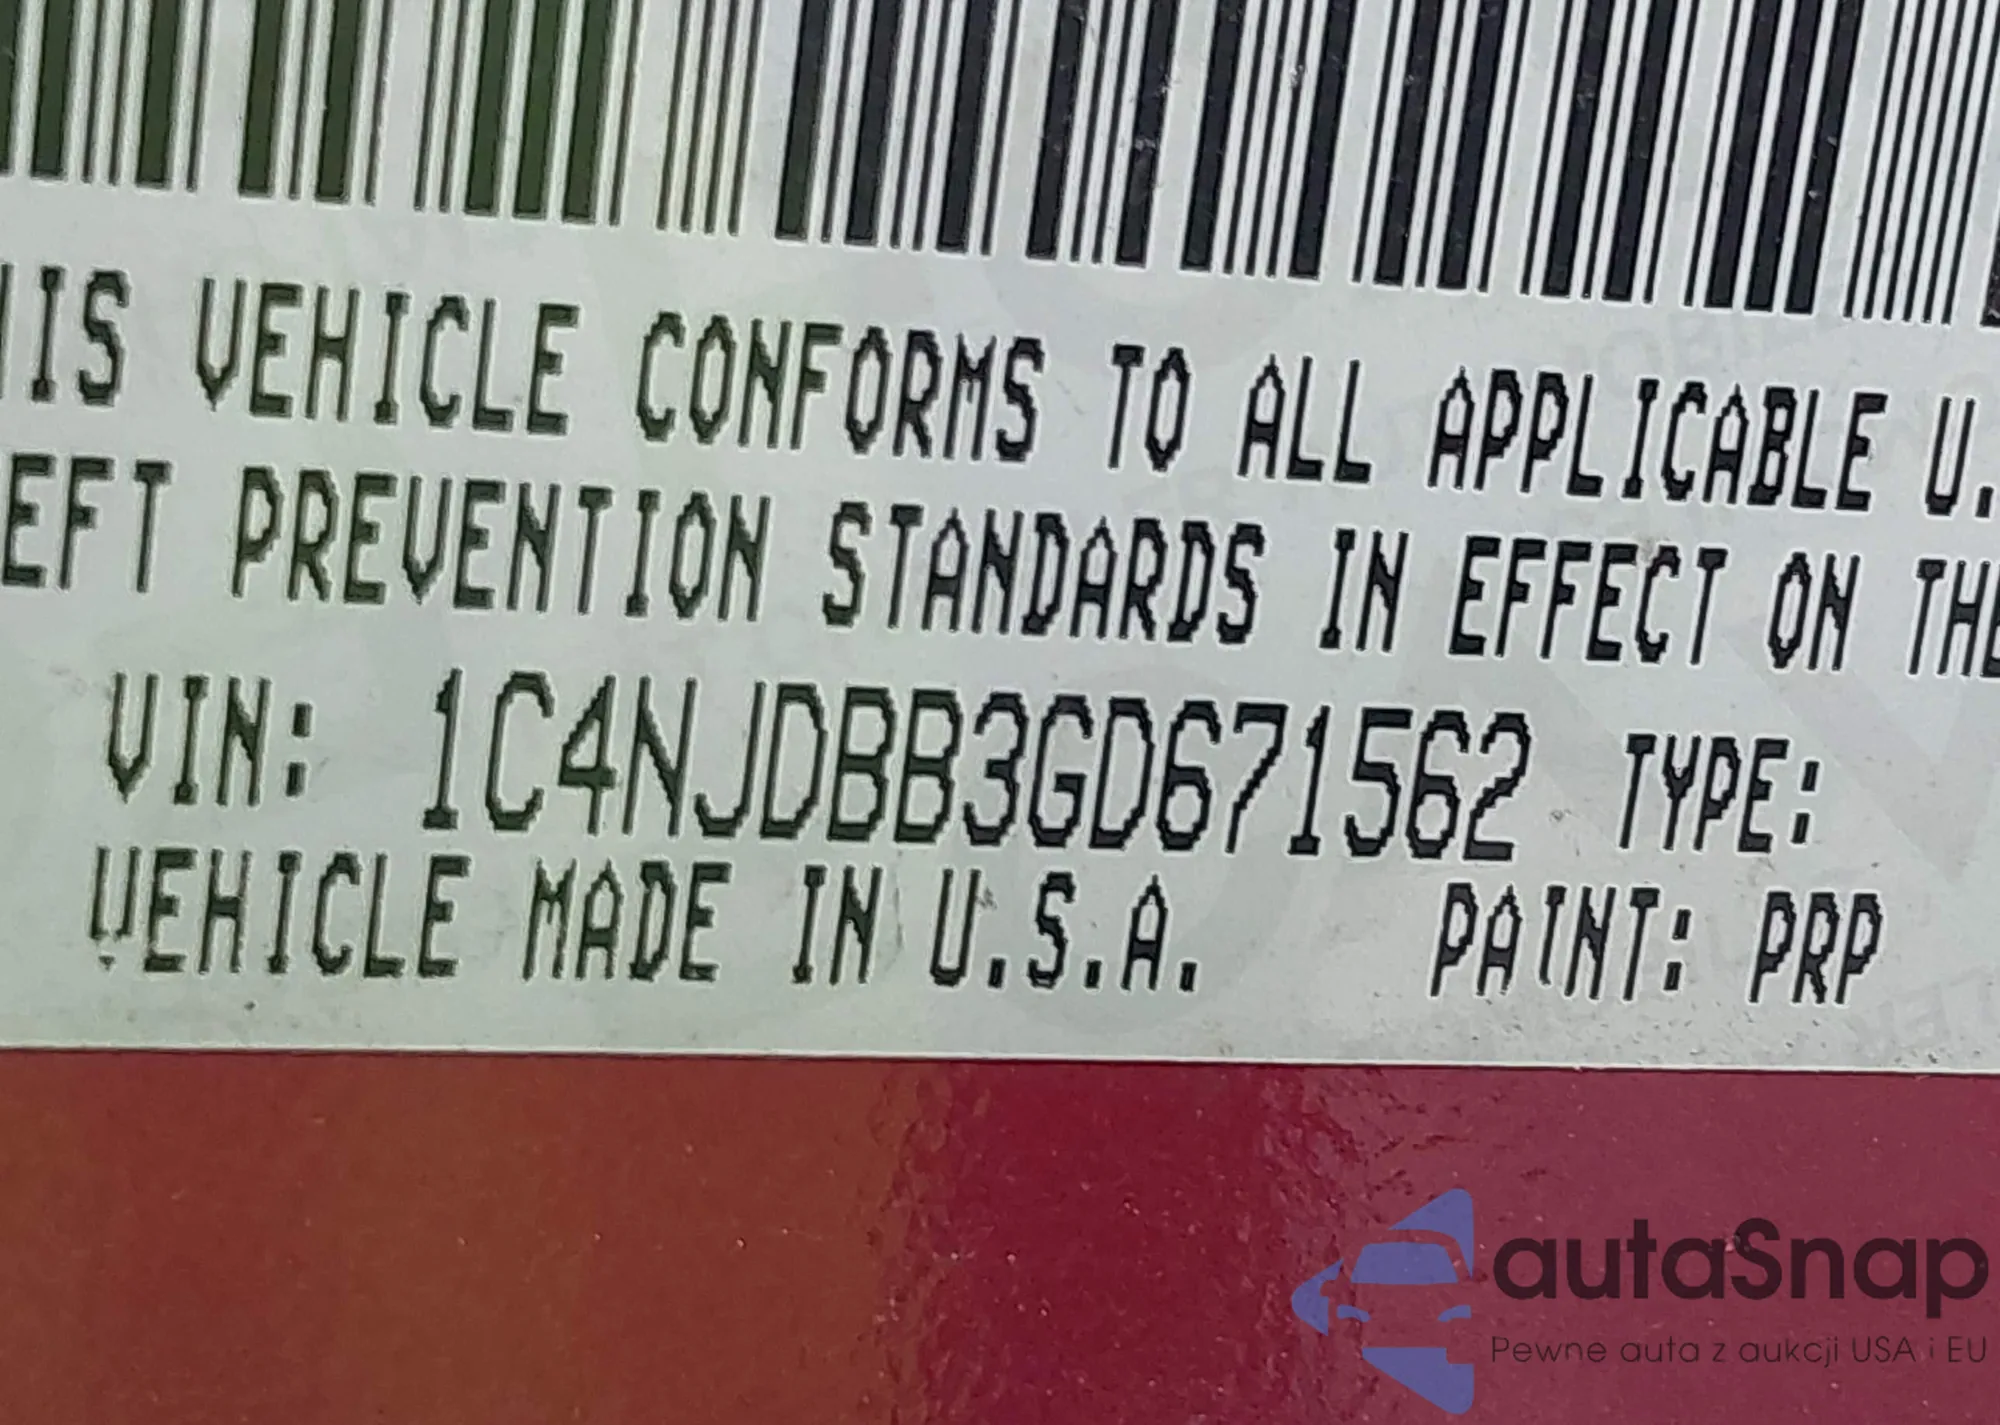 HIS VEHICLE CONFORMS TO ALL APPLICABLE U.
EFT PREVENTION STANDARDS IN EFFECT ON THE
VIN: 1C4NJDBB3GD671562 TYPE:
VEHICLE MADE IN U.S.A. PAINT: PRP
autaSnap
Pewne auta z aukcji USA i EU